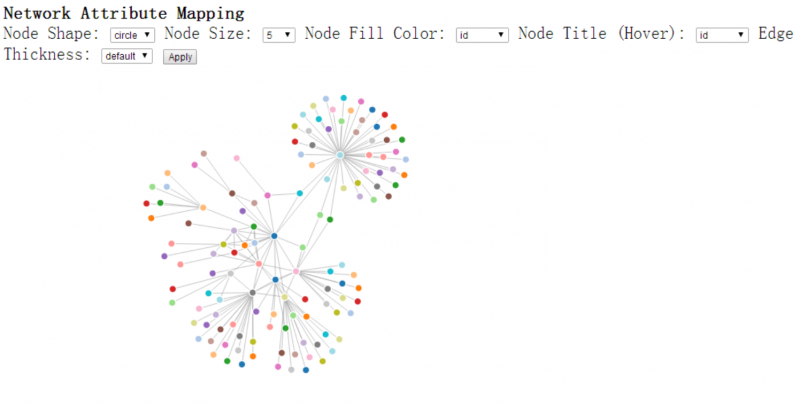 Network Attribute Mapping
Node Shape: circle Node Size: 5 Node Fill Color: id Node Title (Hover): id Edge
Thickness: default Apply